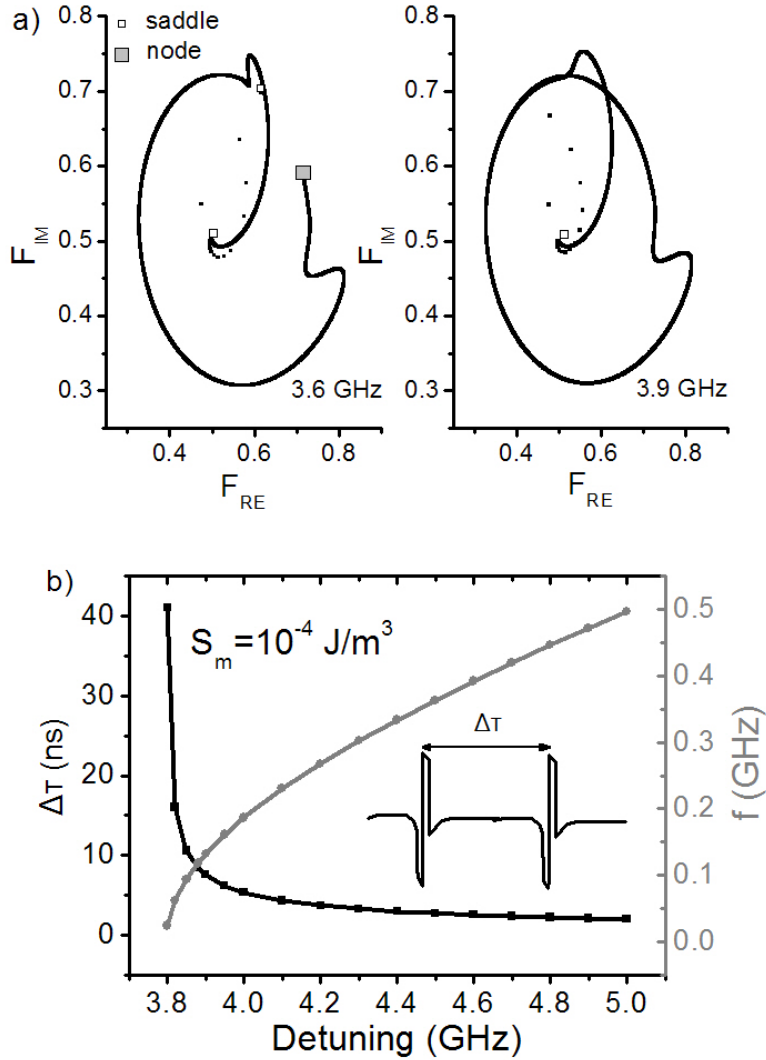 a)
saddle
node
0.8
0.7
0.6
0.5
0.4
0.3
F_IM
0.4 0.6 0.8
F_RE
3.6 GHz
0.8
0.7
0.6
0.5
0.4
0.3
F_IM
0.4 0.6 0.8
F_RE
3.9 GHz
b)
S_m=10^-4 J/m^3
Δτ
40
30
20
10
0
Δτ (ns)
0.5
0.4
0.3
0.2
0.1
0.0
f (GHz)
3.8 4.0 4.2 4.4 4.6 4.8 5.0
Detuning (GHz)